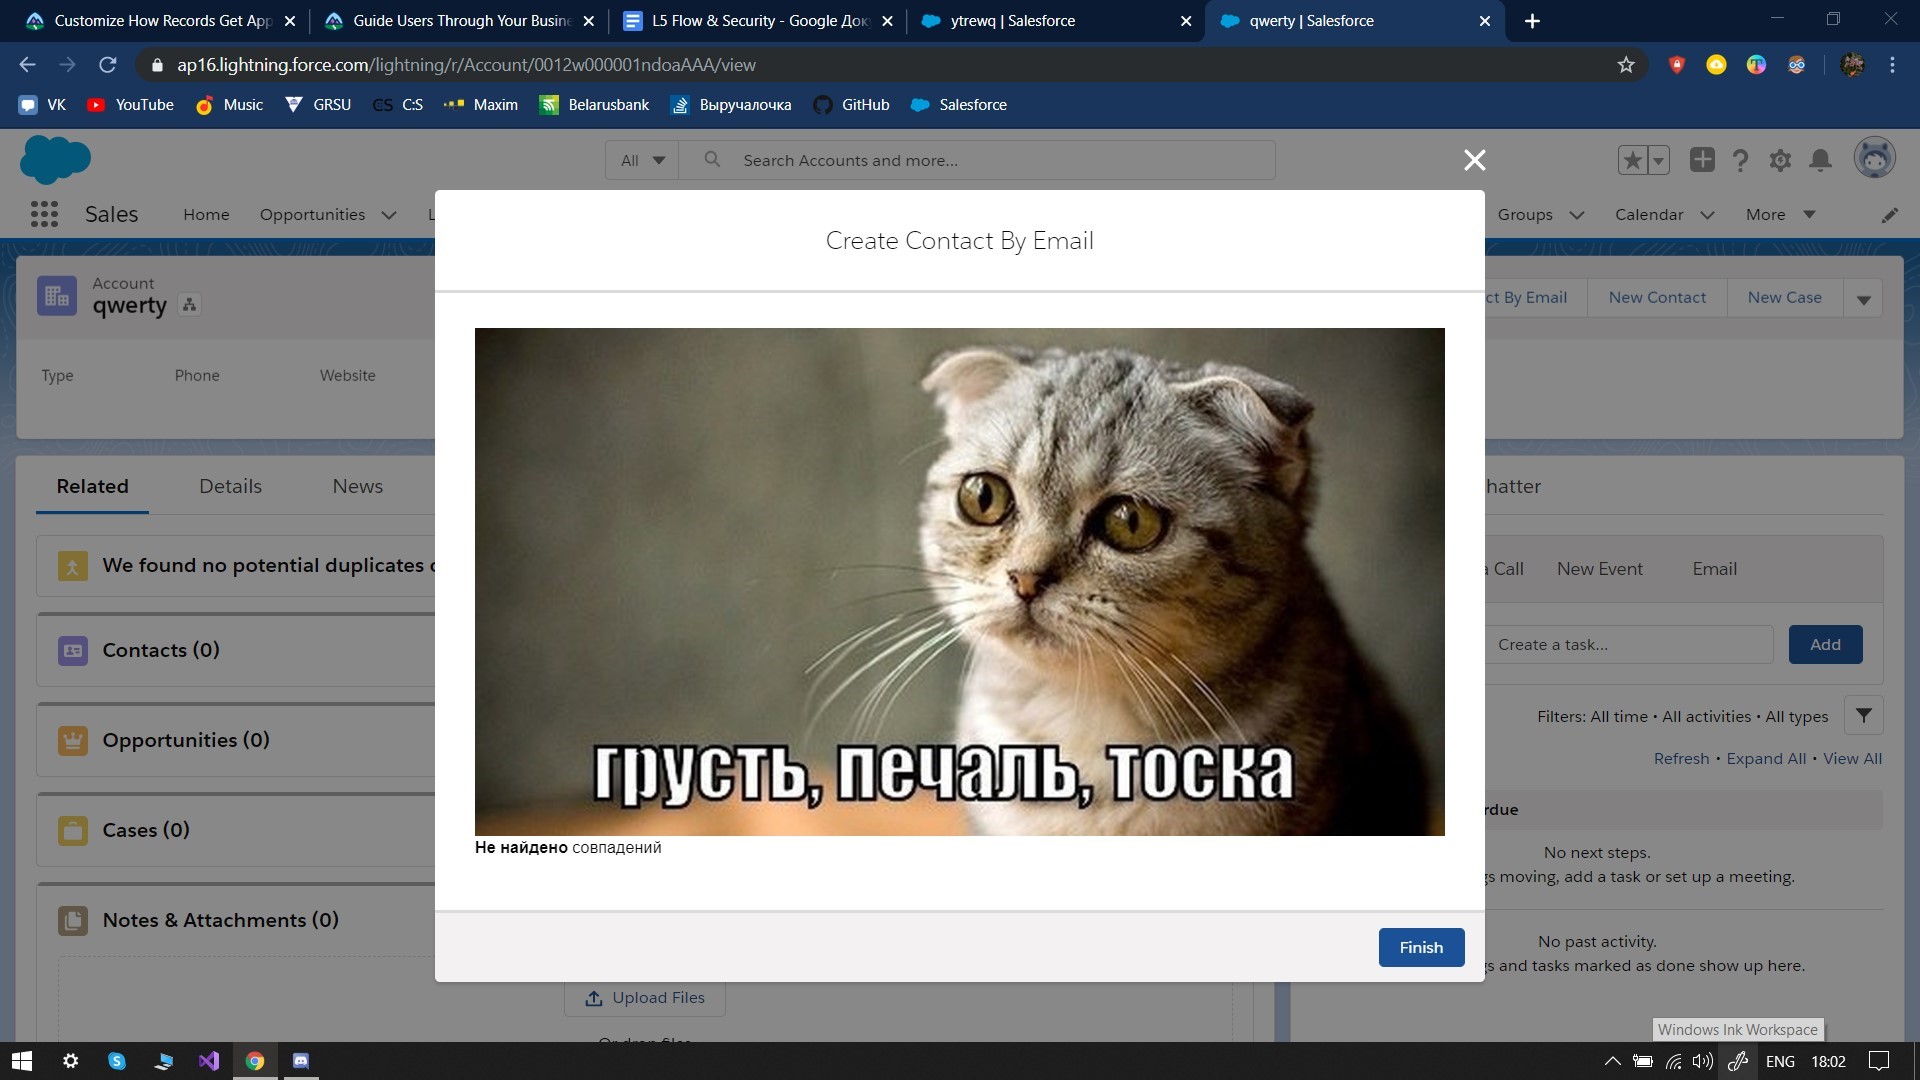 Customize How Records Get App
Guide Users Through Your Busine
L5 Flow & Security - Google Док
ytrewq | Salesforce
qwerty | Salesforce
ap16.lightning.force.com/lightning/r/Account/0012w000001ndoaAAA/view
VK
YouTube
Music
GRSU
CS C:S
Maxim
Belarusbank
Выручалочка
GitHub
Salesforce
All
Search Accounts and more...
Sales
Home
Opportunities
L
Groups
Calendar
More
Create Contact By Email
Account
qwerty
ct By Email
New Contact
New Case
Type
Phone
Website
Related
Details
News
hatter
We found no potential duplicates o
a Call
New Event
Email
Contacts (0)
Create a task...
Add
Filters: All time • All activities • All types
Opportunities (0)
Refresh • Expand All • View All
грусть, печаль, тоска
rdue
Cases (0)
Не найдено совпадений
No next steps.
gs moving, add a task or set up a meeting.
Notes & Attachments (0)
Finish
No past activity.
gs and tasks marked as done show up here.
Upload Files
Or drop files
Windows Ink Workspace
ENG
18:02